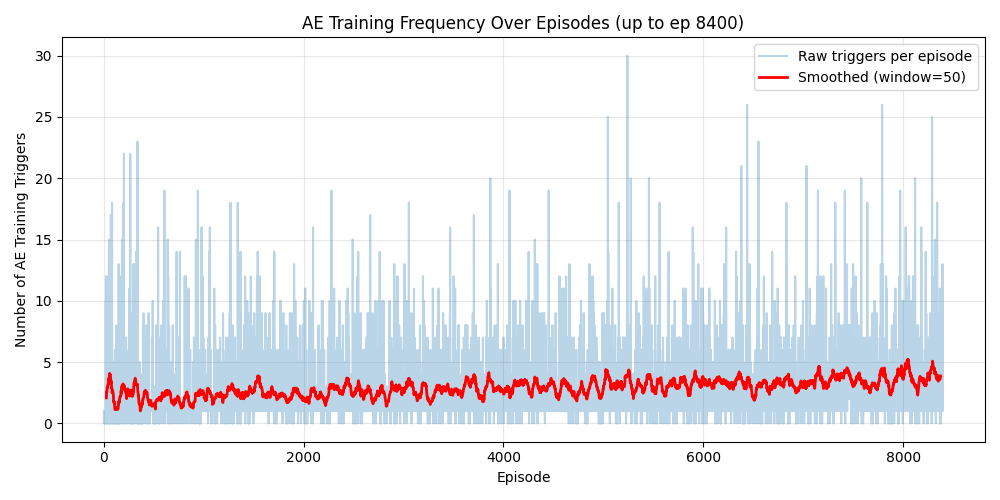 AE Training Frequency Over Episodes (up to ep 8400)
Raw triggers per episode
Smoothed (window=50)
Number of AE Training Triggers
30
25
20
15
10
5
0
0 2000 4000 6000 8000
Episode